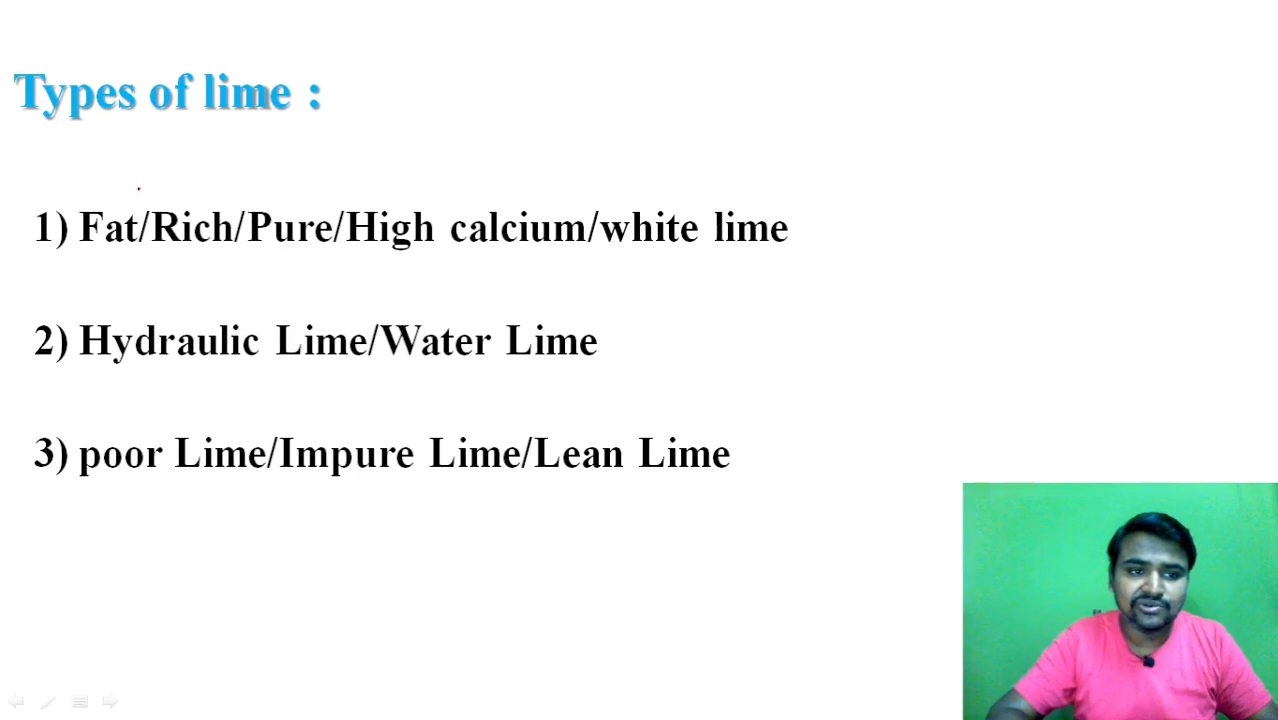 Types of lime :
1) Fat/Rich/Pure/High calcium/white lime
2) Hydraulic Lime/Water Lime
3) poor Lime/Impure Lime/Lean Lime